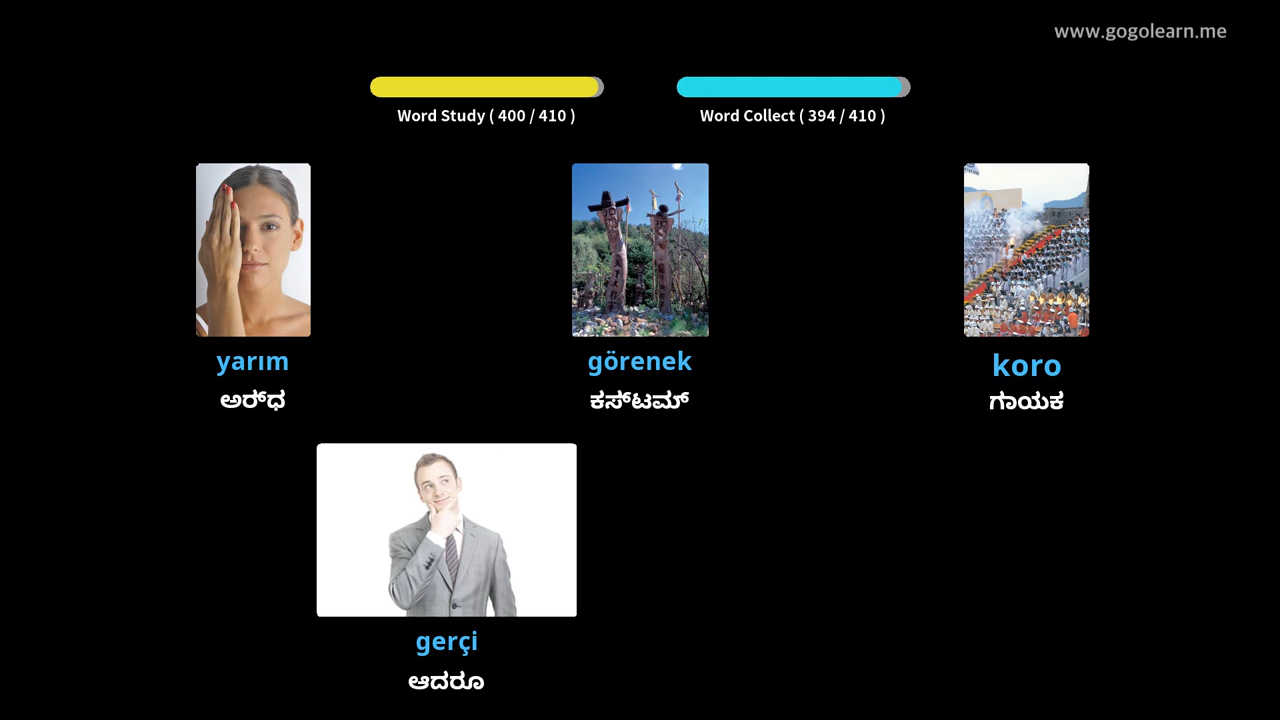 www.gogolearn.me
Word Study ( 400 / 410 )
Word Collect ( 394 / 410 )
yarım
görenek
koro
ಅರ್‍ಧ
ಕಸ್‍ಟಮ್
ಗಾಯಕ
gerçi
ಆದರೂ